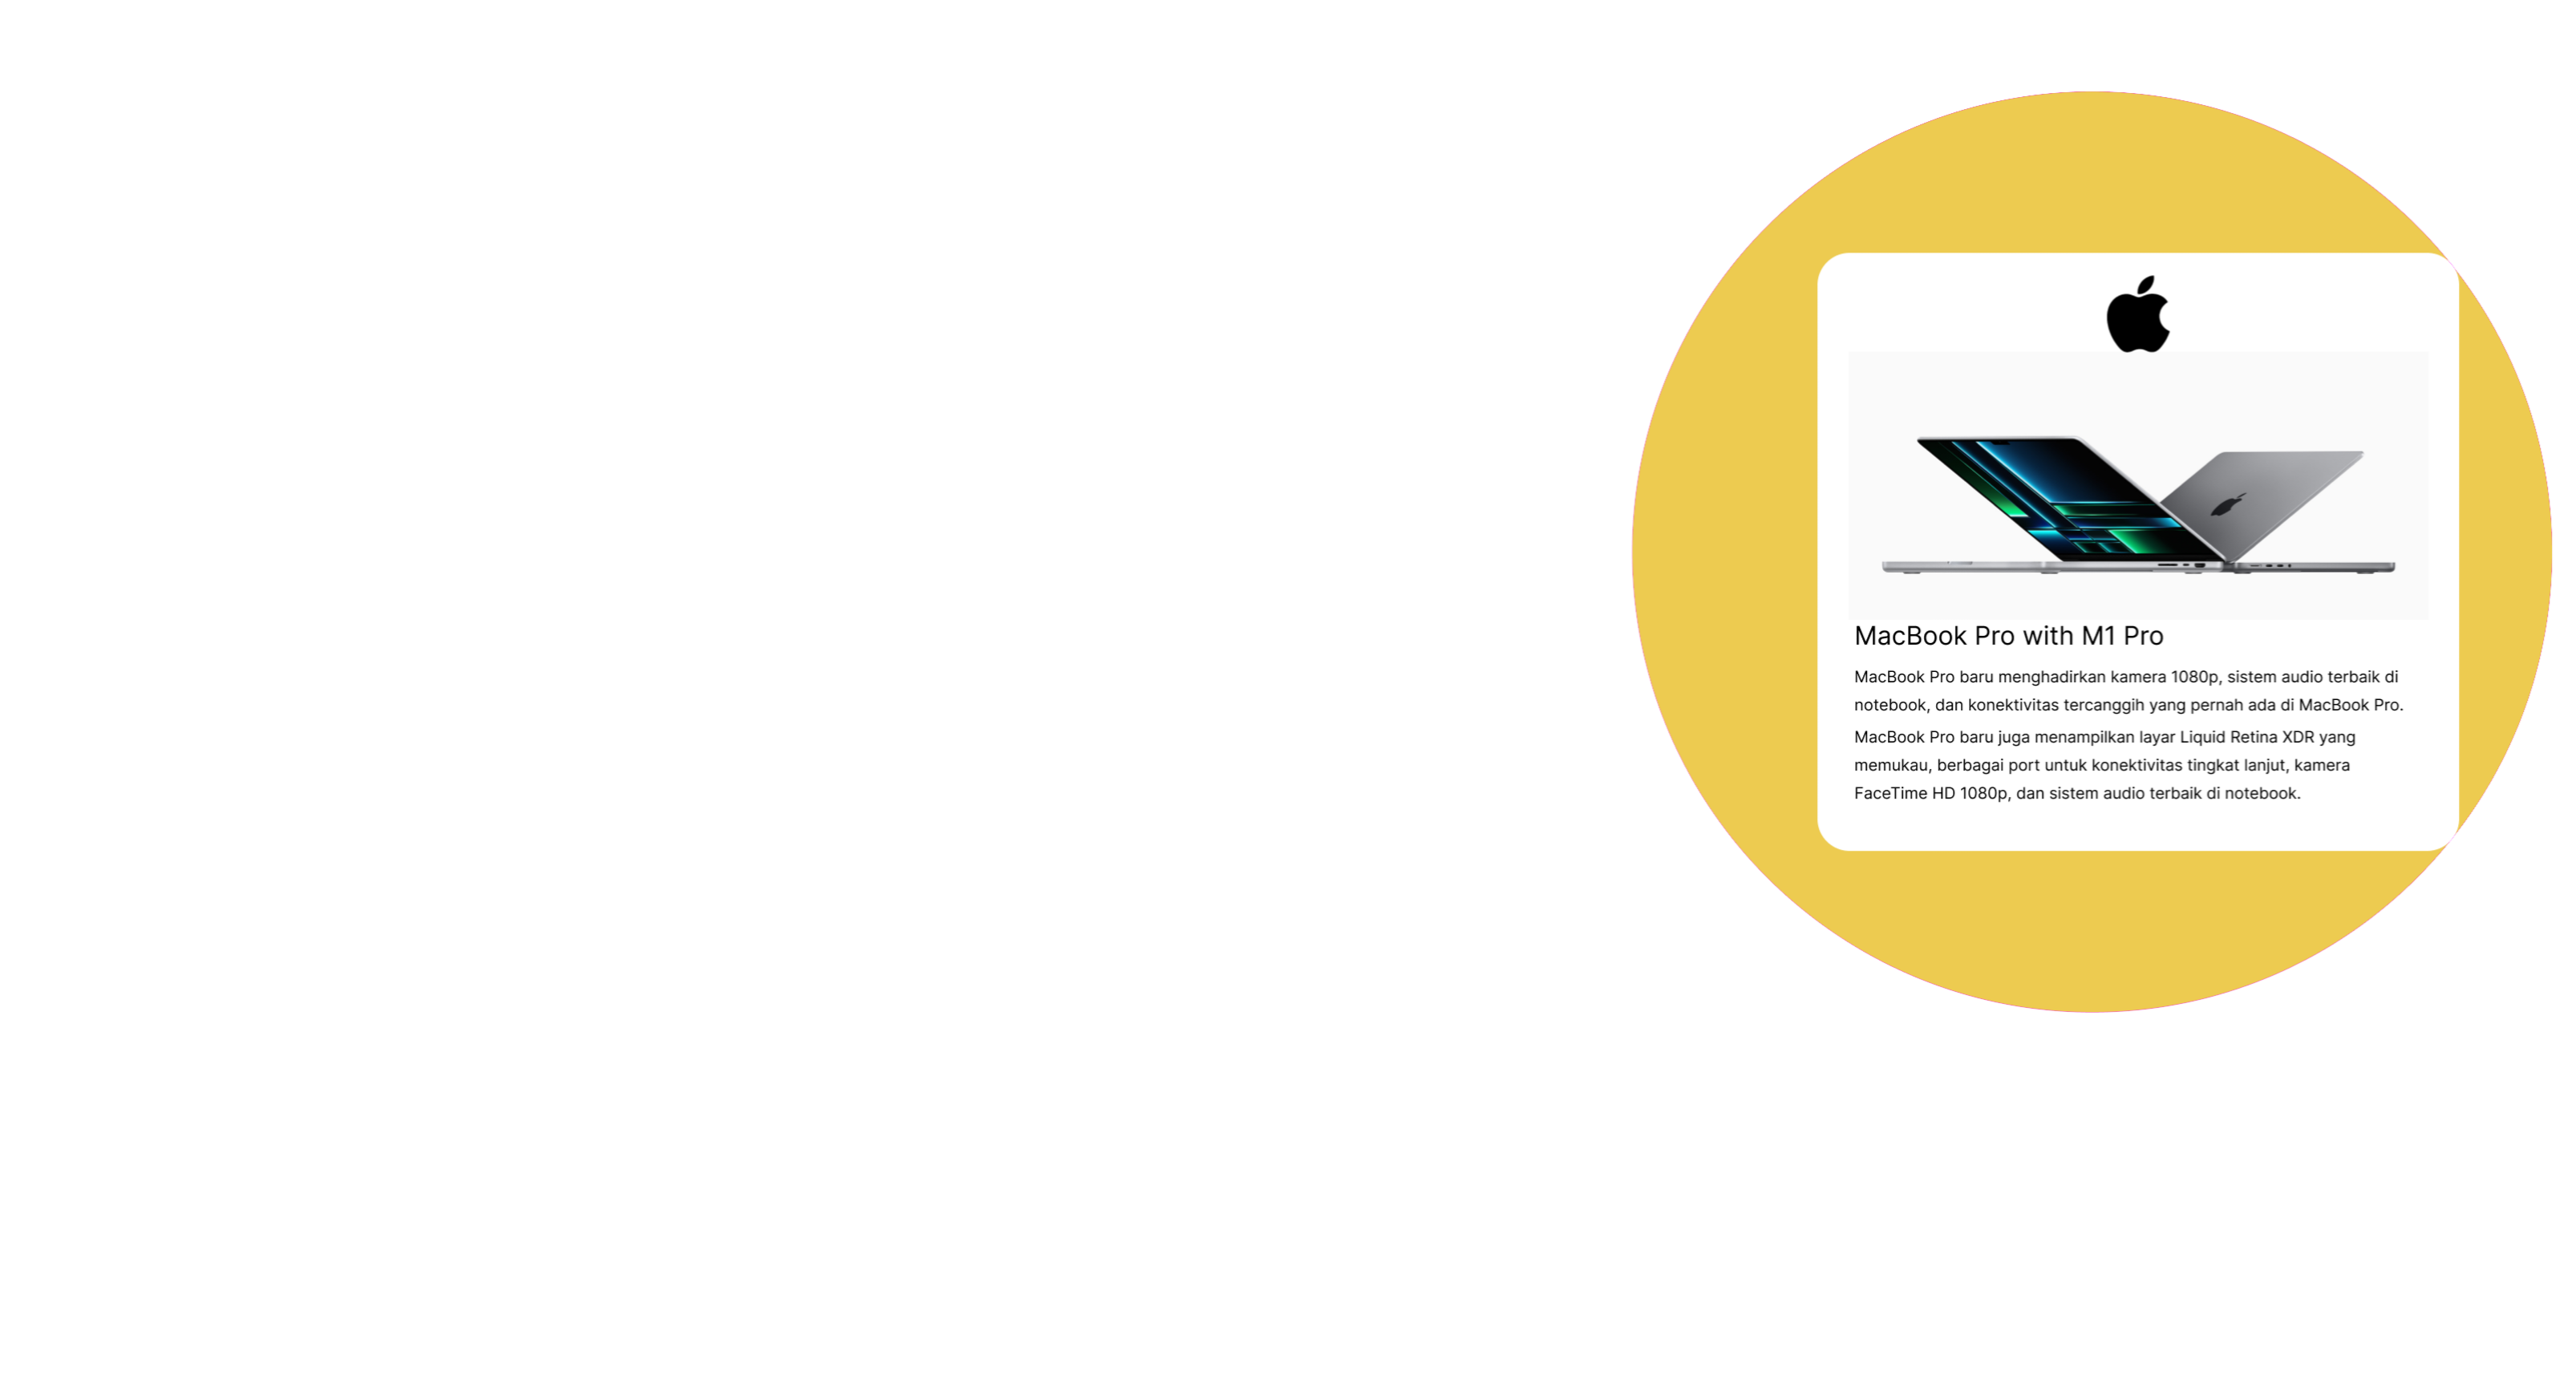 MacBook Pro with M1 Pro
MacBook Pro baru menghadirkan kamera 1080p, sistem audio terbaik di
notebook, dan konektivitas tercanggih yang pernah ada di MacBook Pro.
MacBook Pro baru juga menampilkan layar Liquid Retina XDR yang
memukau, berbagai port untuk konektivitas tingkat lanjut, kamera
FaceTime HD 1080p, dan sistem audio terbaik di notebook.